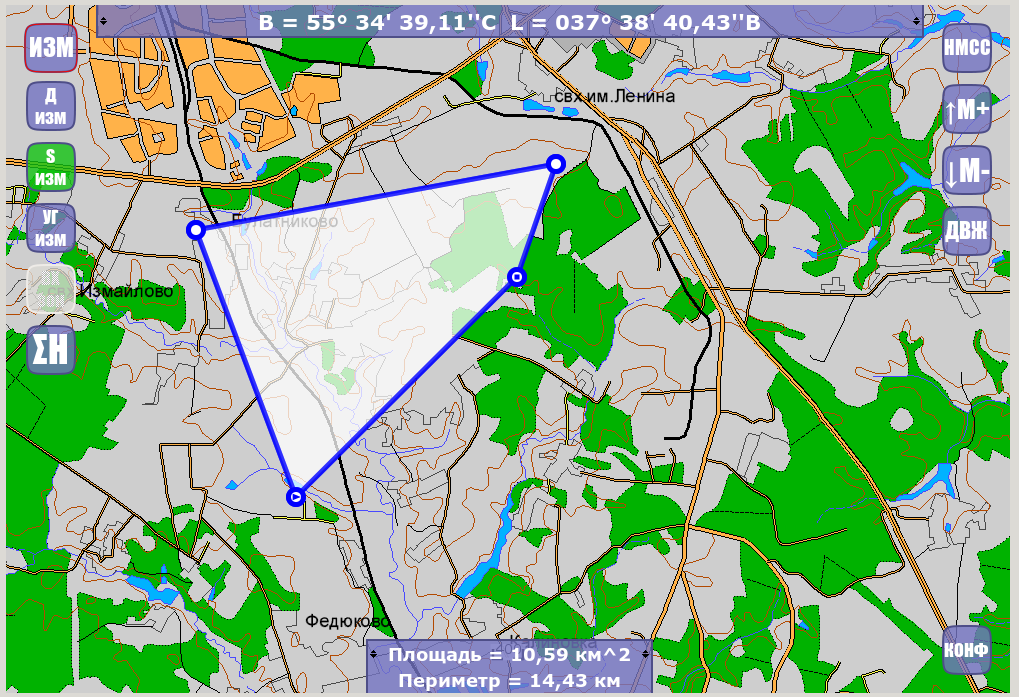 B = 55° 34' 39,11''С L = 037° 38' 40,43''В
ИЗМ
НМСС
Д
ИЗМ
↑М+
свх.им.Ленина
S
ИЗМ
↓М-
УГ
ИЗМ
Булатниково
ДВЖ
Измайлово
ΣН
Федюково
КОНФ
Площадь = 10,59 км^2
Периметр = 14,43 км